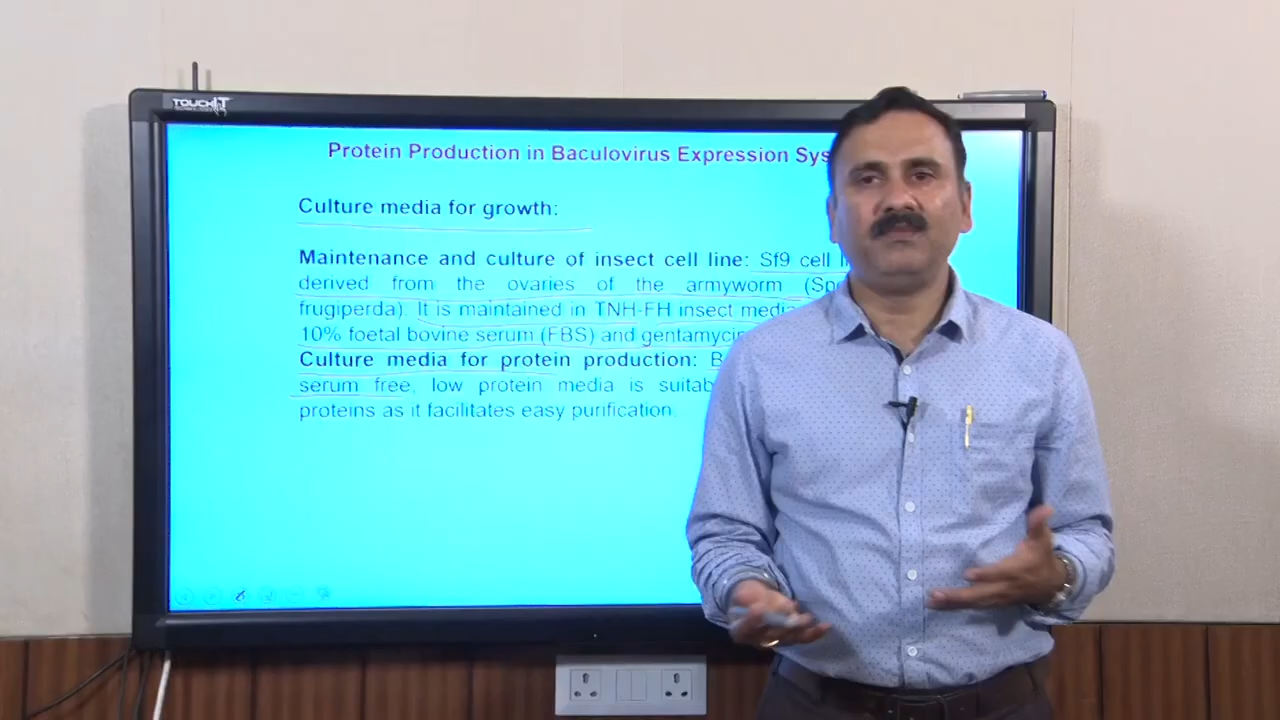 TOUCHIT
Protein Production in Baculovirus Expression Sys
Culture media for growth:
Maintenance and culture of insect cell line: Sf9 cell
derived from the ovaries of the armyworm (Spo
frugiperda). It is maintained in TNH-FH insect medi
10% foetal bovine serum (FBS) and gentamycin
Culture media for protein production:
serum free, low protein media is suitab
proteins as it facilitates easy purification.